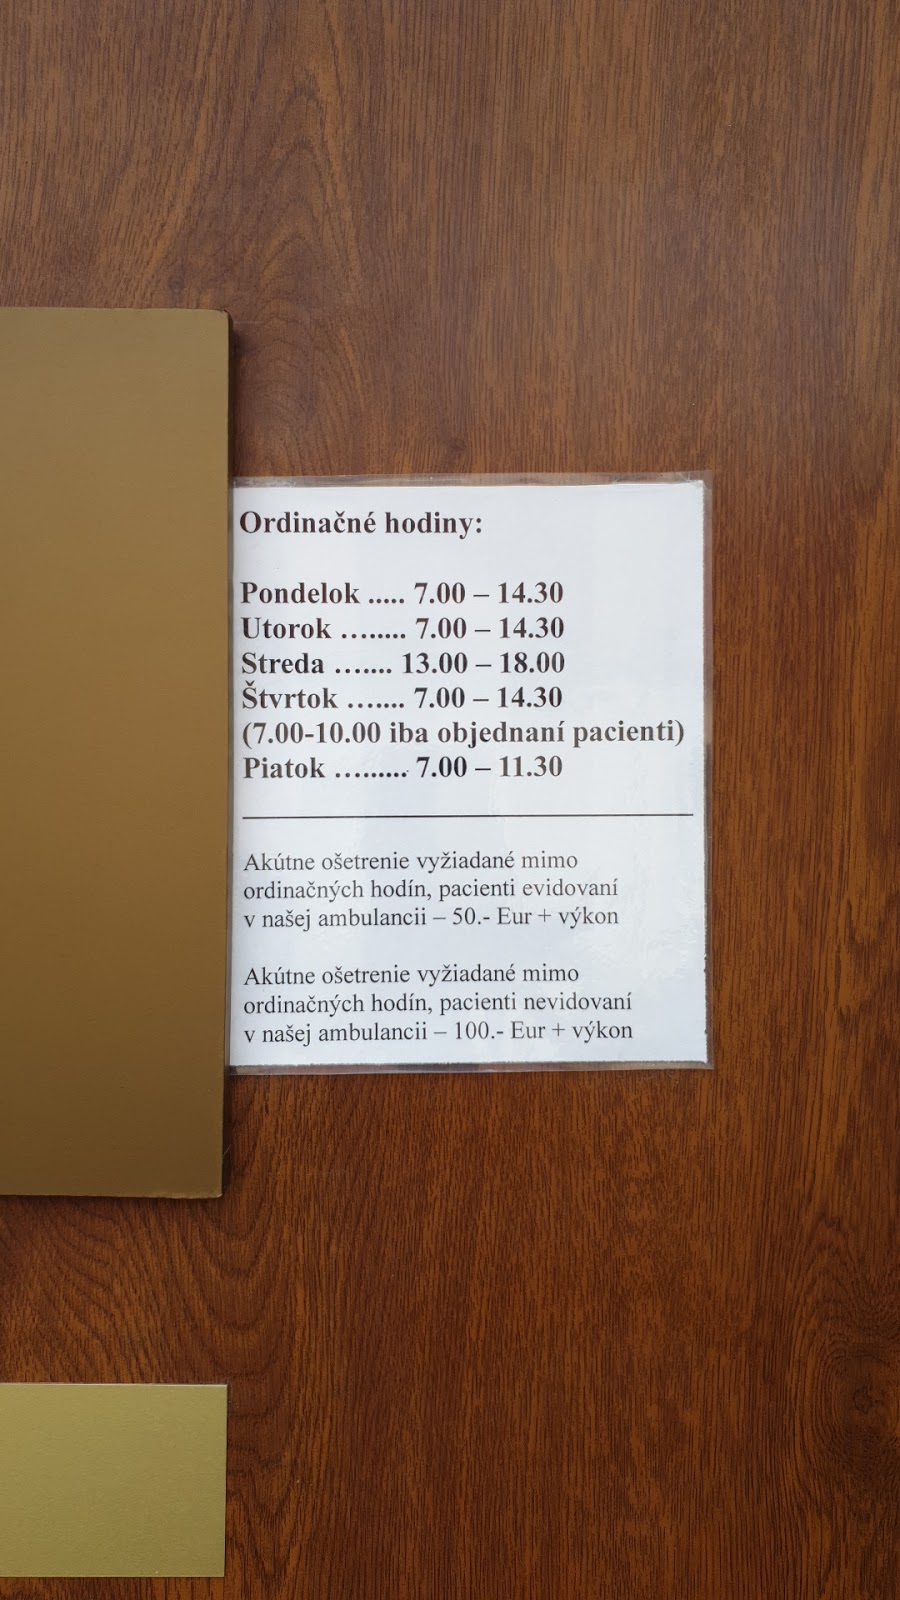 Ordinačné hodiny:
Pondelok ..... 7.00 – 14.30
Utorok …...... 7.00 – 14.30
Streda ….... 13.00 – 18.00
Štvrtok ….... 7.00 – 14.30
(7.00-10.00 iba objednaní pacienti)
Piatok …...... 7.00 – 11.30
Akútne ošetrenie vyžiadané mimo
ordinačných hodín, pacienti evidovaní
v našej ambulancii – 50.- Eur + výkon
Akútne ošetrenie vyžiadané mimo
ordinačných hodín, pacienti nevidovaní
v našej ambulancii – 100.- Eur + výkon